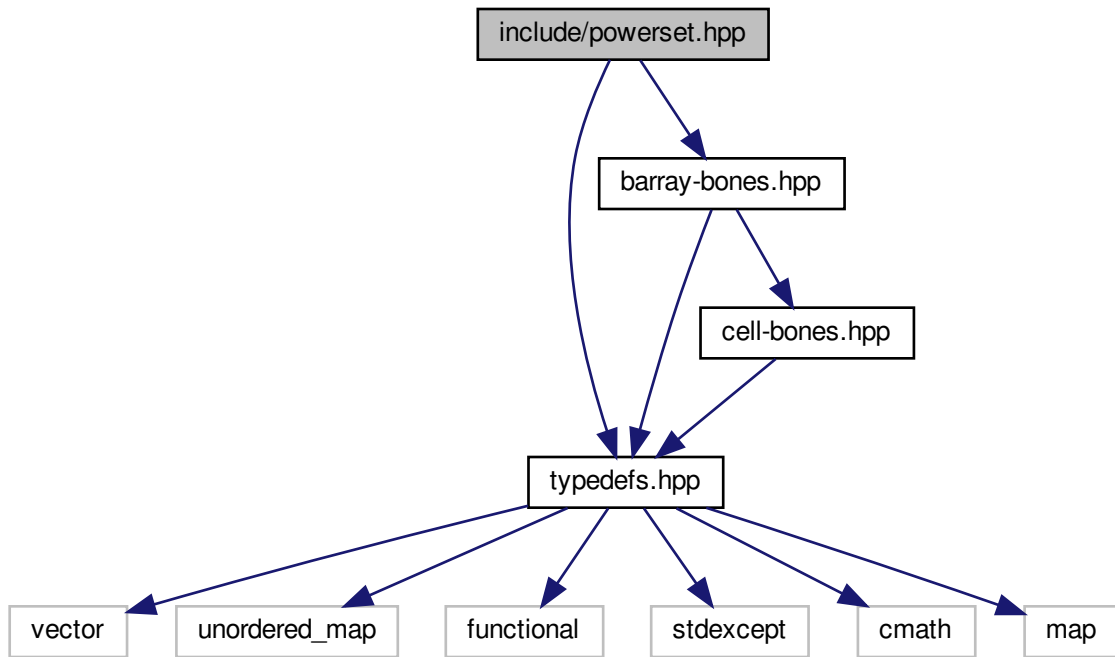 include/powerset.hpp
barray-bones.hpp
cell-bones.hpp
typedefs.hpp
vector
unordered_map
functional
stdexcept
cmath
map